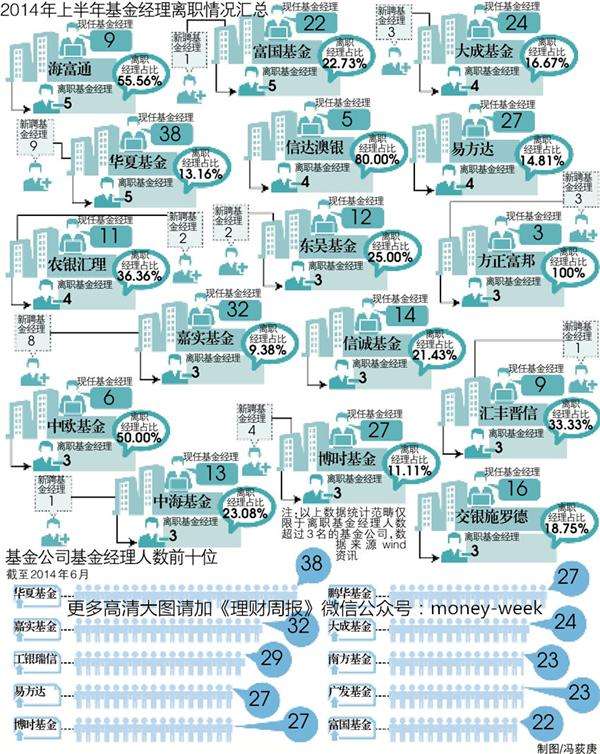 2014年上半年基金经理离职情况汇总
现任基金经理
9
海富通
离职
经理占比
55.56%
离职基金经理
5
新聘基
金经理
1
现任基金经理
22
富国基金
离职
经理占比
22.73%
离职基金经理
5
新聘基
金经理
3
现任基金经理
24
大成基金
离职
经理占比
16.67%
离职基金经理
4
新聘基
金经理
9
现任基金经理
38
华夏基金
离职
经理占比
13.16%
离职基金经理
5
现任基金经理
5
信达澳银
离职
经理占比
80.00%
离职基金经理
4
现任基金经理
27
易方达
离职
经理占比
14.81%
离职基金经理
4
现任基金经理
11
农银汇理
离职
经理占比
36.36%
离职基金经理
4
新聘基
金经理
2
新聘基
金经理
2
现任基金经理
12
东吴基金
离职
经理占比
25.00%
离职基金经理
3
新聘基
金经理
3
现任基金经理
3
方正富邦
离职
经理占比
100%
离职基金经理
3
新聘基
金经理
8
现任基金经理
32
嘉实基金
离职
经理占比
9.38%
离职基金经理
3
现任基金经理
14
信诚基金
离职
经理占比
21.43%
离职基金经理
3
新聘基
金经理
1
现任基金经理
9
汇丰晋信
离职
经理占比
33.33%
离职基金经理
3
现任基金经理
6
中欧基金
离职
经理占比
50.00%
离职基金经理
3
新聘基
金经理
4
现任基金经理
27
博时基金
离职
经理占比
11.11%
离职基金经理
3
新聘基
金经理
1
现任基金经理
13
中海基金
离职
经理占比
23.08%
离职基金经理
3
现任基金经理
16
交银施罗德
离职
经理占比
18.75%
离职基金经理
3
注:以上数据统计范畴仅
限于离职基金经理人数
超过3名的基金公司,数
据来源wind
资讯
基金公司基金经理人数前十位
截至2014年6月
华夏基金
38
嘉实基金
32
工银瑞信
29
易方达
27
博时基金
27
鹏华基金
27
大成基金
24
南方基金
23
广发基金
23
富国基金
22
更多高清大图请加《理财周报》微信公众号：money-week
制图/冯荻庚